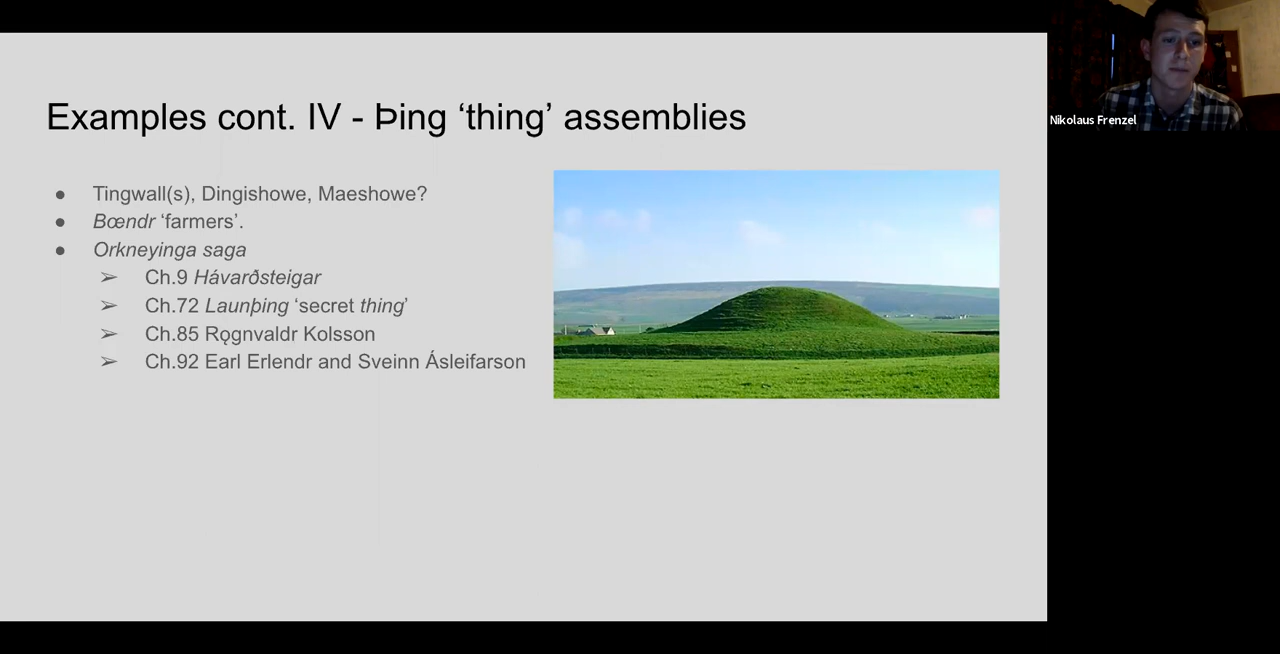 Examples cont. IV - Þing ‘thing’ assemblies
● Tingwall(s), Dingishowe, Maeshowe?
● Bœndr ‘farmers’.
● Orkneyinga saga
➢ Ch.9 Hávarðsteigar
➢ Ch.72 Launþing ‘secret thing’
➢ Ch.85 Rǫgnvaldr Kolsson
➢ Ch.92 Earl Erlendr and Sveinn Ásleifarson
Nikolaus Frenzel